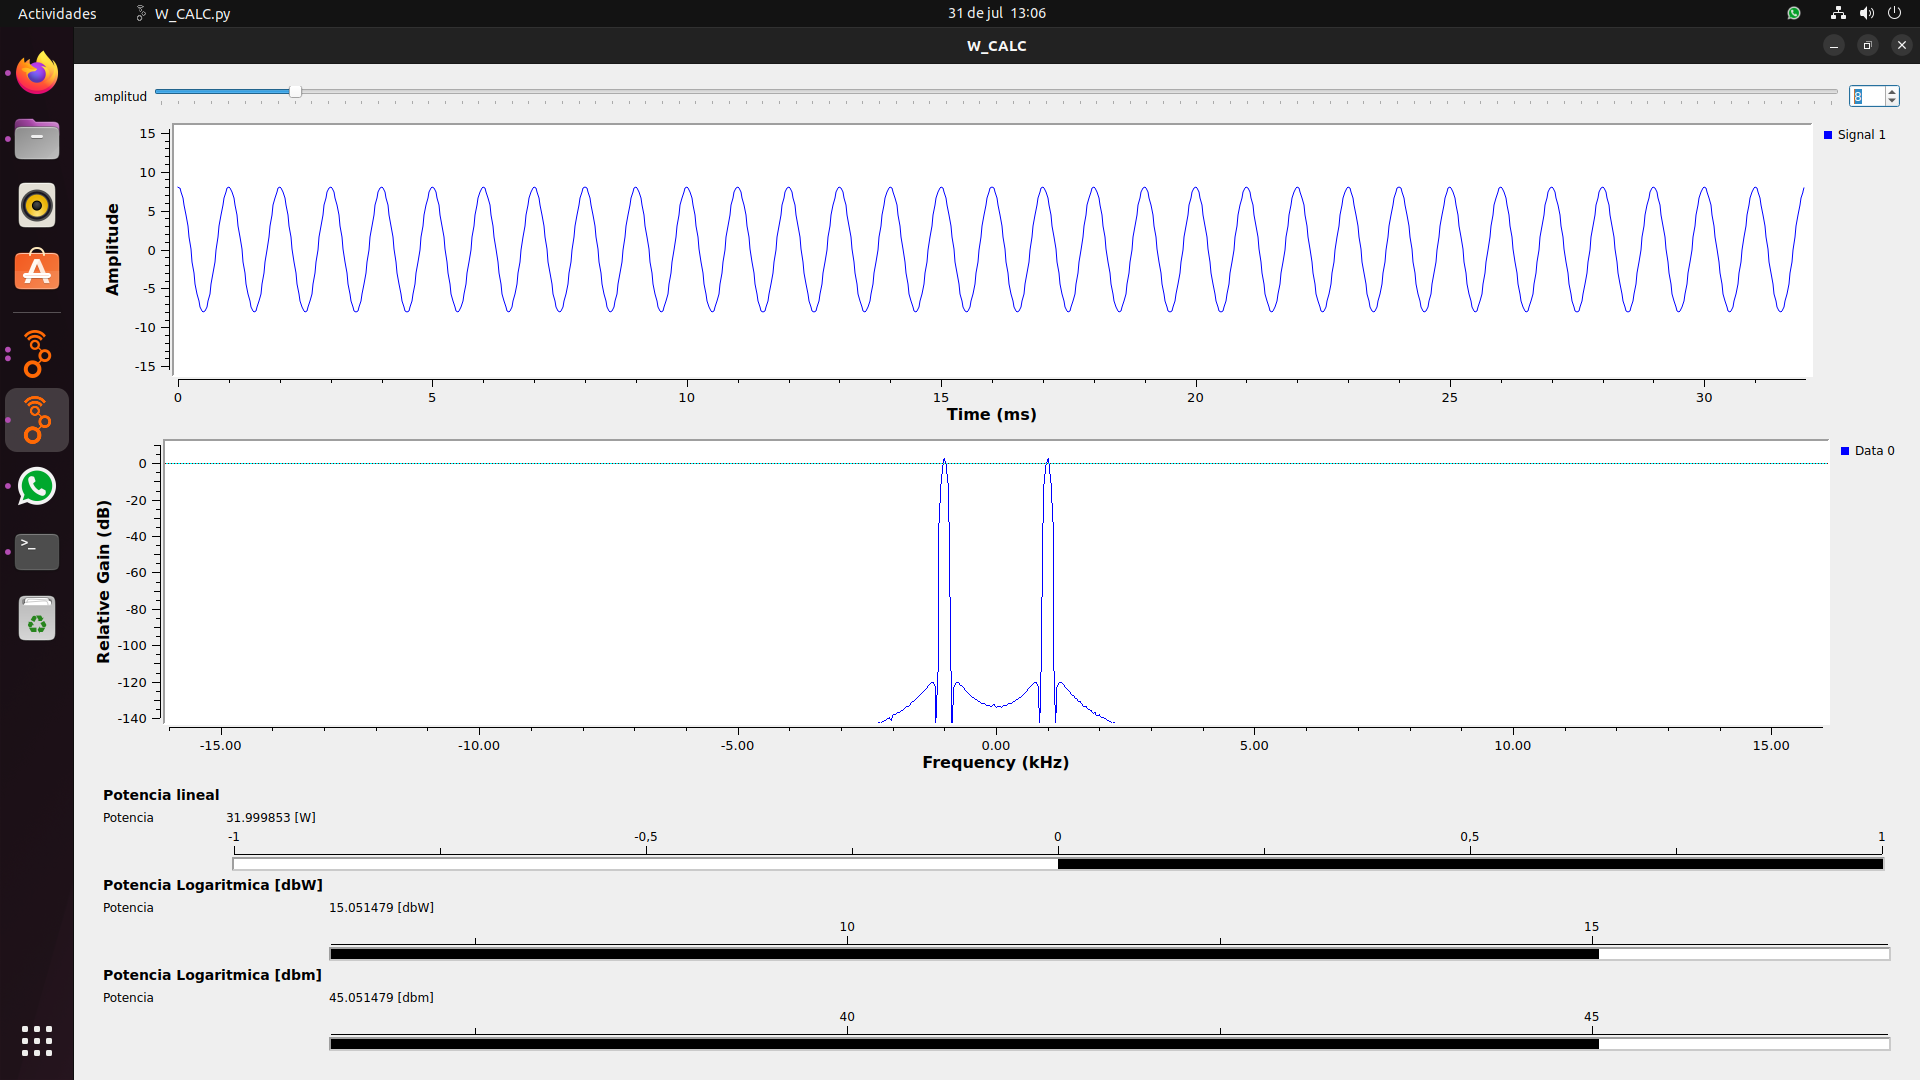 Actividades W_CALC.py 31 de jul 13:06
W_CALC
amplitud 8
15
10
5
0
-5
-10
-15
Amplitude
Signal 1
0 5 10 15 20 25 30
Time (ms)
0
-20
-40
-60
-80
-100
-120
-140
Relative Gain (dB)
Data 0
-15.00 -10.00 -5.00 0.00 5.00 10.00 15.00
Frequency (kHz)
Potencia lineal
Potencia 31.999853 [W]
-1 -0,5 0 0,5 1
Potencia Logaritmica [dbW]
Potencia 15.051479 [dbW]
10 15
Potencia Logaritmica [dbm]
Potencia 45.051479 [dbm]
40 45